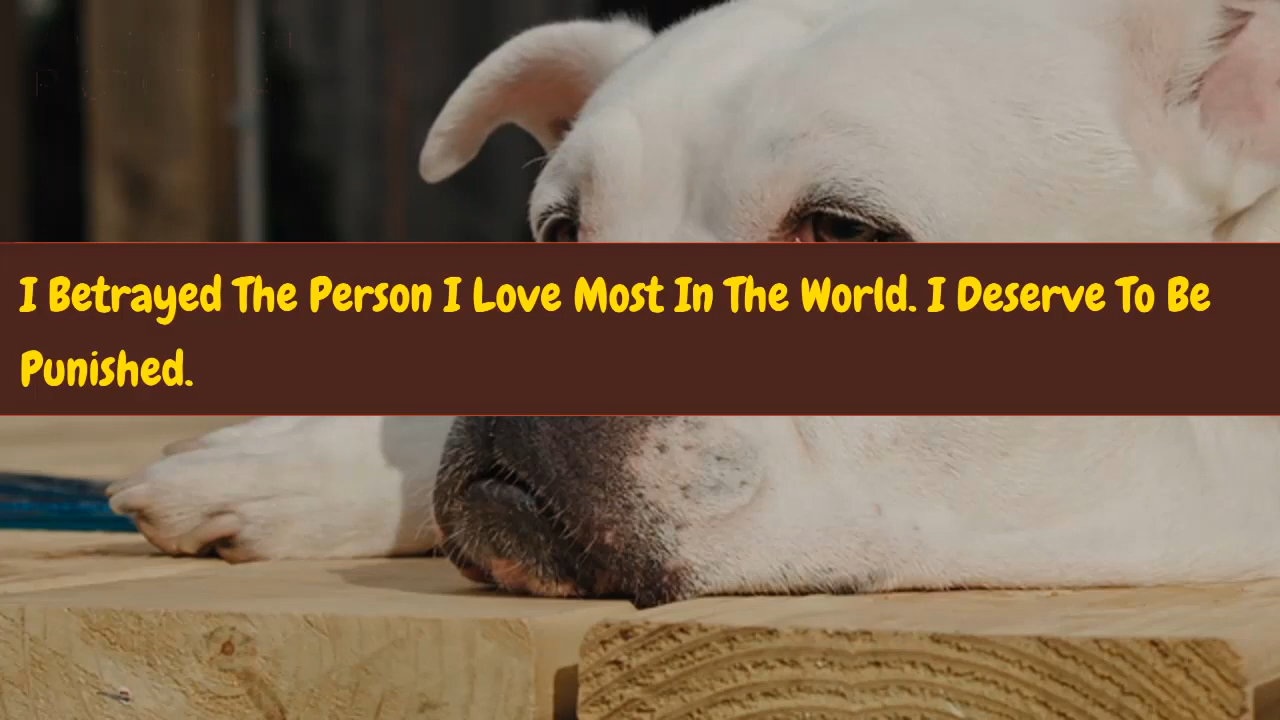 I Betrayed The Person I Love Most In The World. I Deserve To Be
Punished.